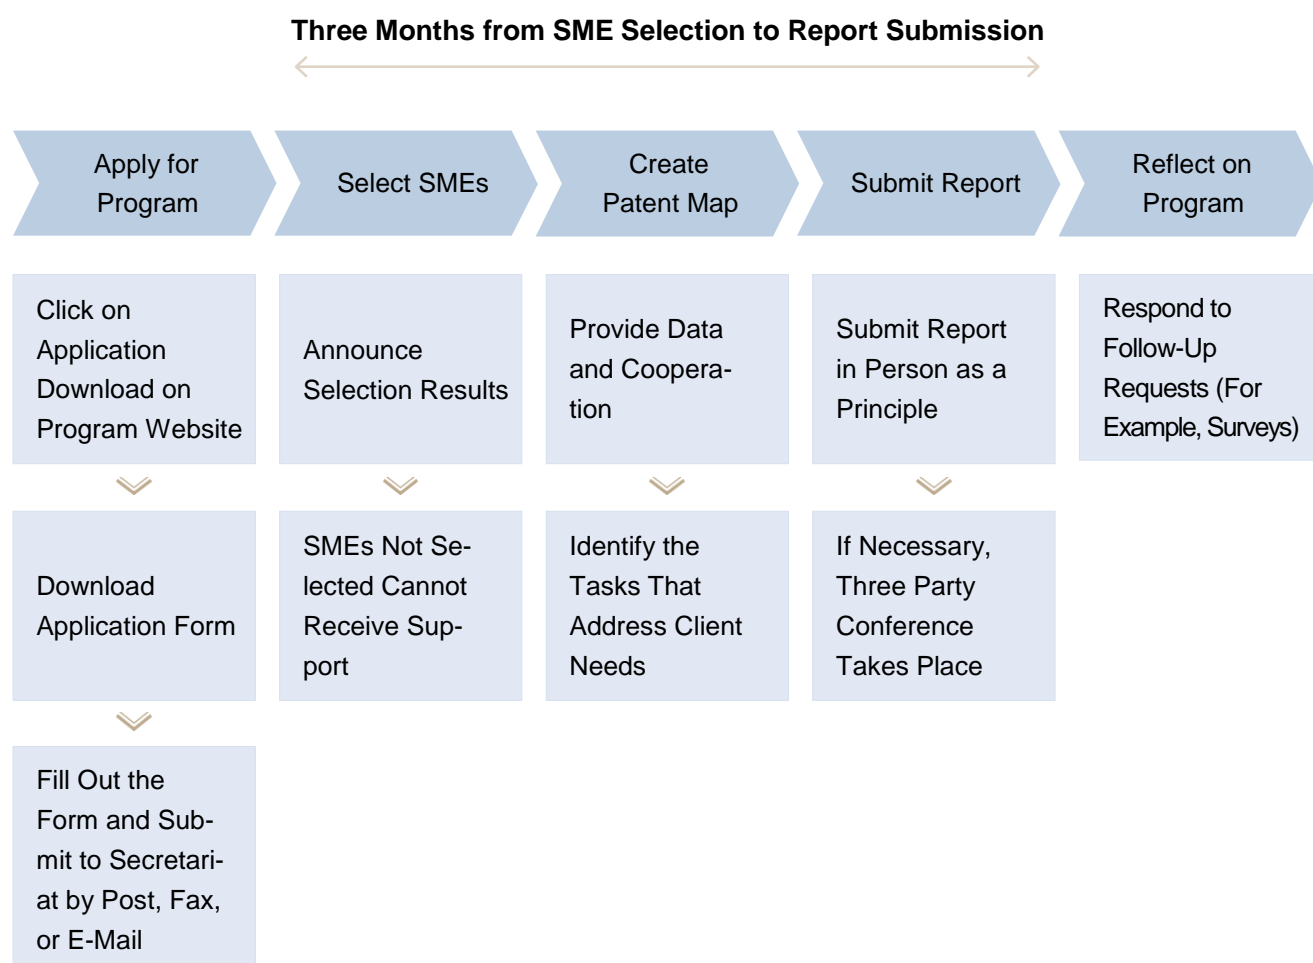 Three Months from SME Selection to Report Submission
Apply for
Program
Select SMEs
Create
Patent Map
Submit Report
Reflect on
Program
Click on
Application
Download on
Program Website
Announce
Selection Results
Provide Data
and Coopera-
tion
Submit Report
in Person as a
Principle
Respond to
Follow-Up
Requests (For
Example, Surveys)
Download
Application Form
SMEs Not Se-
lected Cannot
Receive Sup-
port
Identify the
Tasks That
Address Client
Needs
If Necessary,
Three Party
Conference
Takes Place
Fill Out the
Form and Sub-
mit to Secretari-
at by Post, Fax,
or E-Mail